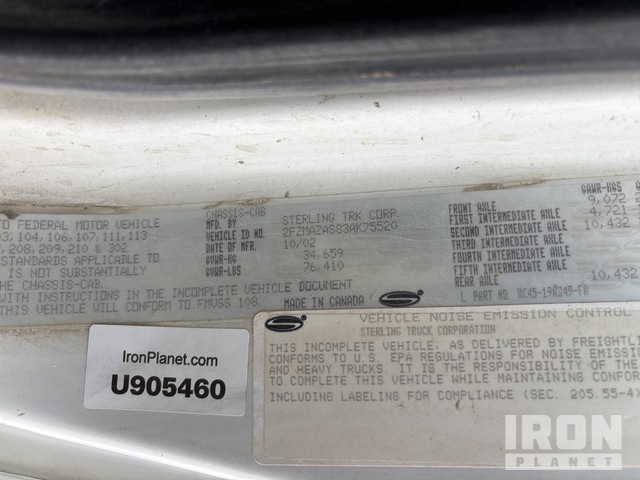 CHASSIS-CAB
MFD. BY STERLING TRK CORP.
VEHICLE ID NO. 2FZMAZAS83AK75520
DATE OF MFR. 10/02
GVWR-KG 34,659
GVWR-LBS 76,410
TO FEDERAL MOTOR VEHICLE
03, 104, 106, 107, 111, 113
, 208, 209, 210 & 302
STANDARDS APPLICABLE TO
IS NOT SUBSTANTIALLY
THE CHASSIS-CAB.
WITH INSTRUCTIONS IN THE INCOMPLETE VEHICLE DOCUMENT
THIS VEHICLE WILL CONFORM TO FMVSS 108.
MADE IN CANADA
GAWR-KGS
FRONT AXLE 9,072
FIRST INTERMEDIATE AXLE 4,721
SECOND INTERMEDIATE AXLE 10,432
THIRD INTERMEDIATE AXLE
FOURTH INTERMEDIATE AXLE
FIFTH INTERMEDIATE AXLE
REAR AXLE 10,432
L PART NO.
VEHICLE NOISE EMISSION CONTROL
STERLING TRUCK CORPORATION
THIS INCOMPLETE VEHICLE, AS DELIVERED BY FREIGHTLI
CONFORMS TO U.S. EPA REGULATIONS FOR NOISE EMISSIO
AND HEAVY TRUCKS. IT IS THE RESPONSIBILITY OF THE
TO COMPLETE THIS VEHICLE WHILE MAINTAINING CONFOR
INCLUDING LABELING FOR COMPLIANCE (SEC. 205.55-4)
IronPlanet.com
U905460
IRON
PLANET